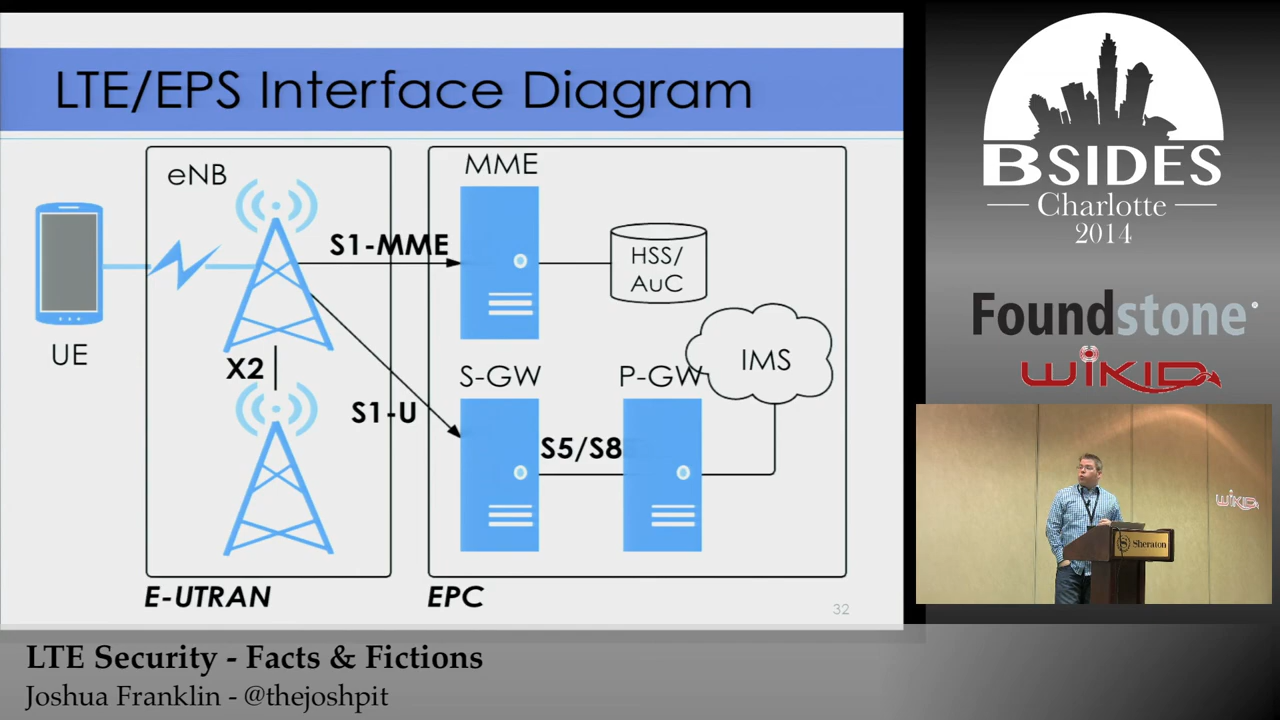 LTE/EPS Interface Diagram
eNB
MME
S1-MME
HSS/
AuC
UE
X2
S-GW
P-GW
IMS
S1-U
S5/S8
E-UTRAN
EPC
32
BSIDES
Charlotte
2014
Foundstone
WiKID
WiKID
Sheraton
LTE Security - Facts & Fictions
Joshua Franklin - @thejoshpit